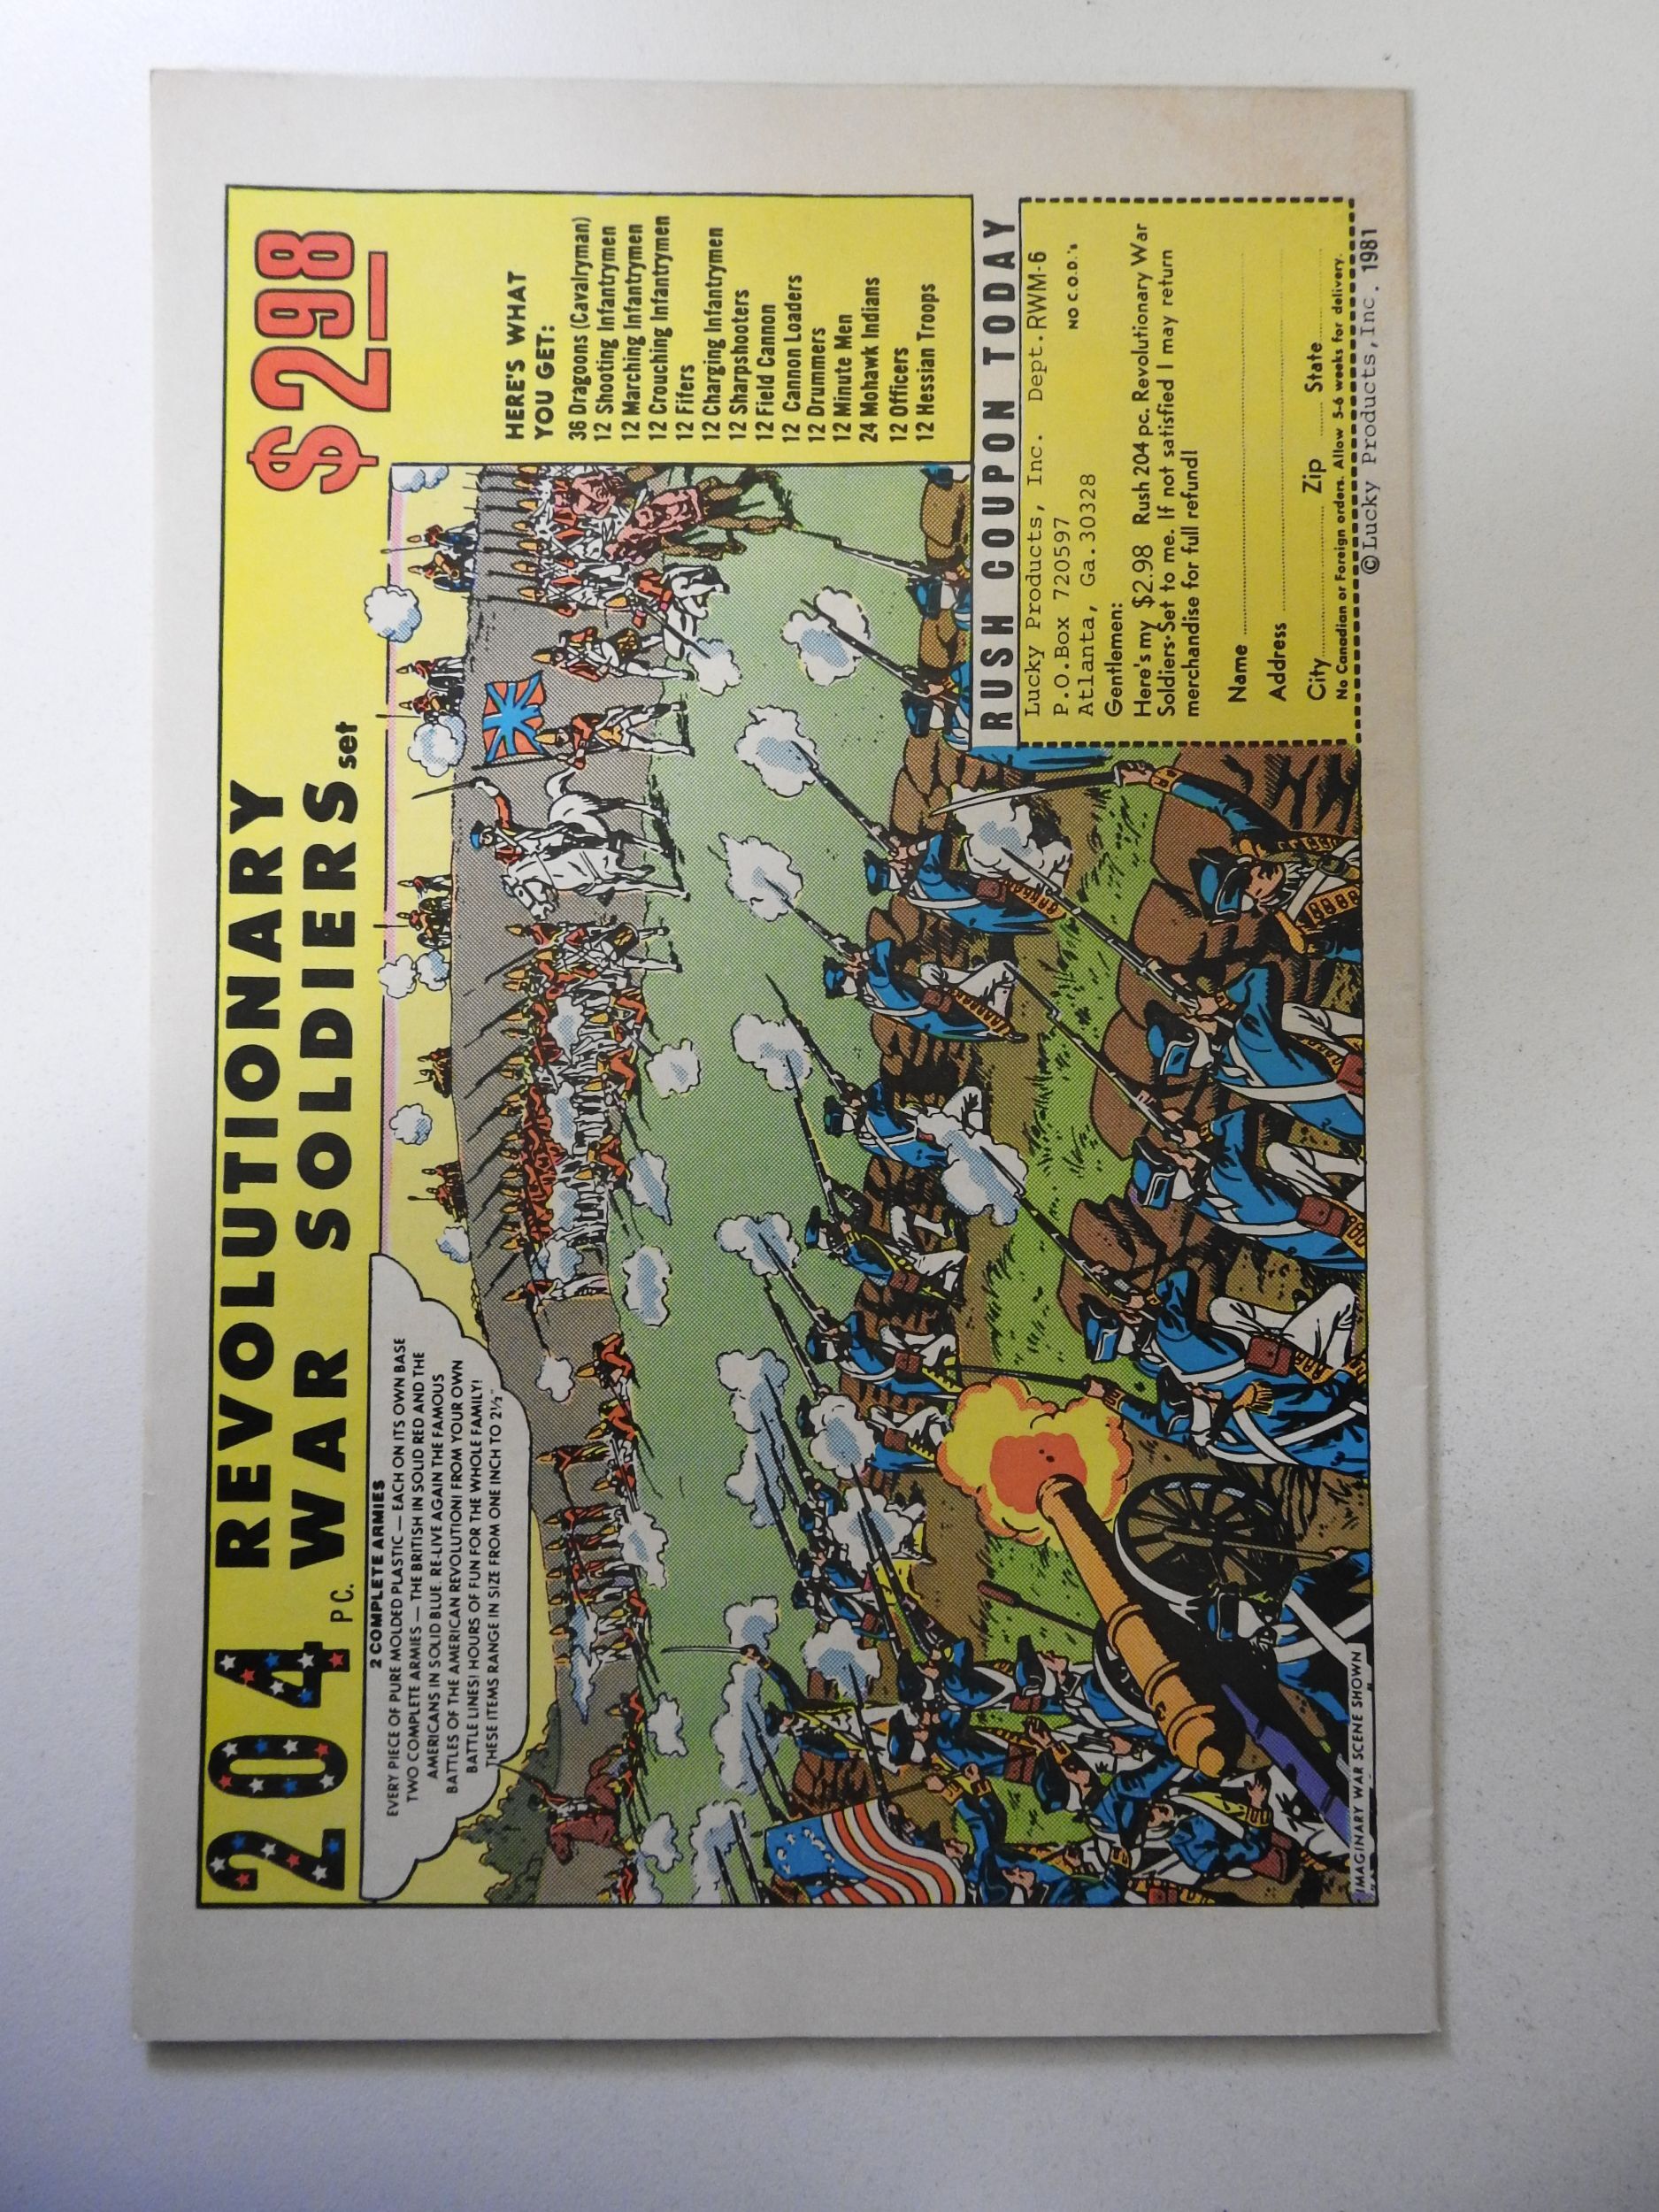 204 PC. REVOLUTIONARY
WAR SOLDIERS set
$2.98
2 COMPLETE ARMIES
EVERY PIECE OF PURE MOLDED PLASTIC — EACH ON ITS OWN BASE
TWO COMPLETE ARMIES — THE BRITISH IN SOLID RED AND THE
AMERICANS IN SOLID BLUE. RE-LIVE AGAIN THE FAMOUS
BATTLES OF THE AMERICAN REVOLUTION! FROM YOUR OWN
BATTLE LINES! HOURS OF FUN FOR THE WHOLE FAMILY!
THESE ITEMS RANGE IN SIZE FROM ONE INCH TO 2½"
HERE'S WHAT
YOU GET:
36 Dragoons (Cavalryman)
12 Shooting Infantrymen
12 Marching Infantrymen
12 Crouching Infantrymen
12 Fifers
12 Charging Infantrymen
12 Sharpshooters
12 Field Cannon
12 Cannon Loaders
12 Drummers
12 Minute Men
24 Mohawk Indians
12 Officers
12 Hessian Troops
RUSH COUPON TODAY
Lucky Products, Inc. Dept.RWM-6
P.O.Box 720597 NO C.O.D.'s
Atlanta, Ga.30328
Gentlemen:
Here's my $2.98 Rush 204 pc. Revolutionary War
Soldiers Set to me. If not satisfied I may return
merchandise for full refund!
Name
Address
City Zip State
No Canadian or Foreign orders. Allow 5-6 weeks for delivery.
©Lucky Products,Inc. 1981
IMAGINARY WAR SCENE SHOWN